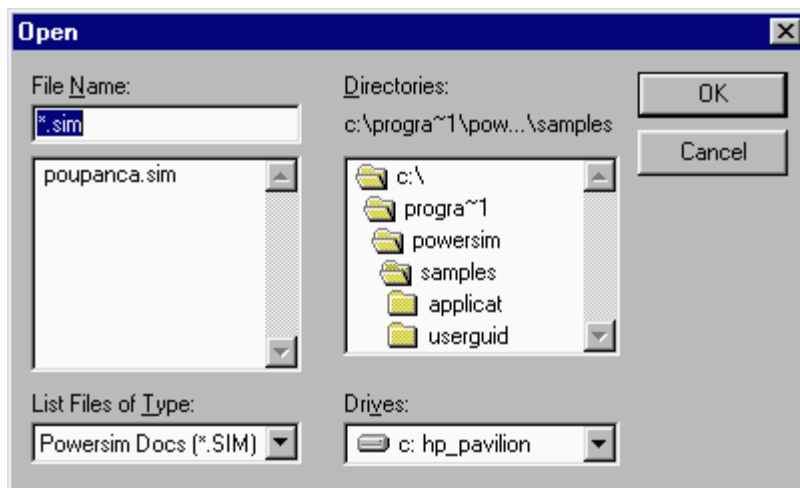 Open
File Name:
*.sim
poupanca.sim
List Files of Type:
Powersim Docs (*.SIM)
Directories:
c:\progra~1\pow...\samples
c:\
progra~1
powersim
samples
applicat
userguid
Drives:
c: hp_pavilion
OK
Cancel